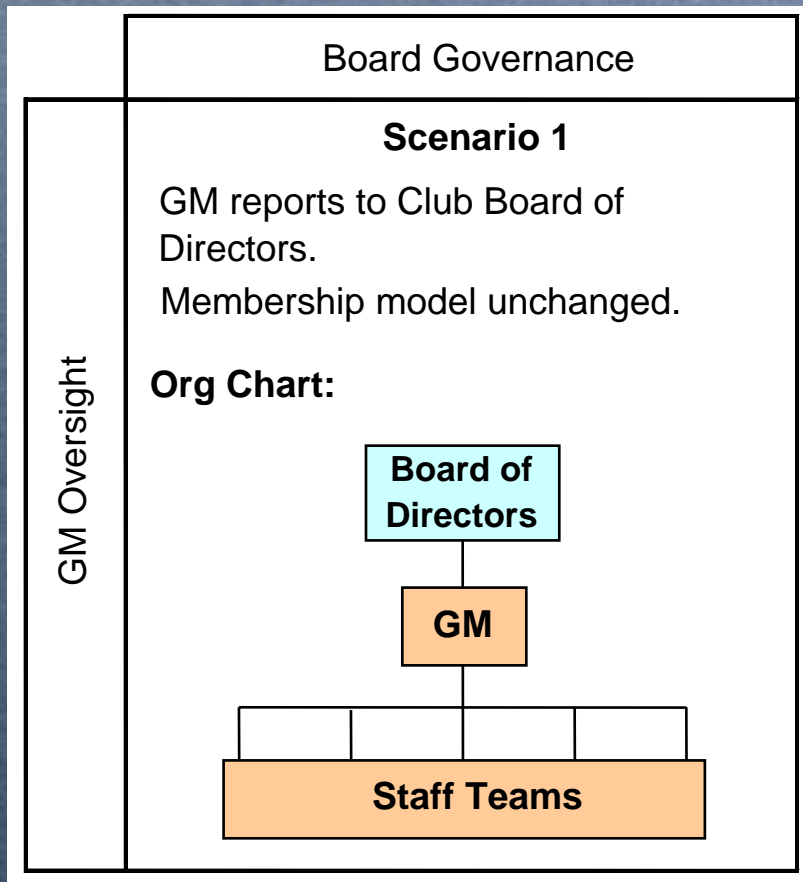 Board Governance
GM Oversight
Scenario 1
GM reports to Club Board of
Directors.
Membership model unchanged.
Org Chart:
Board of
Directors
GM
Staff Teams